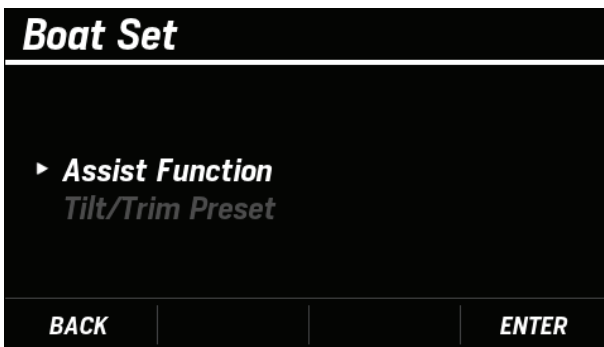 Boat Set
Assist Function
Tilt/Trim Preset
BACK
ENTER